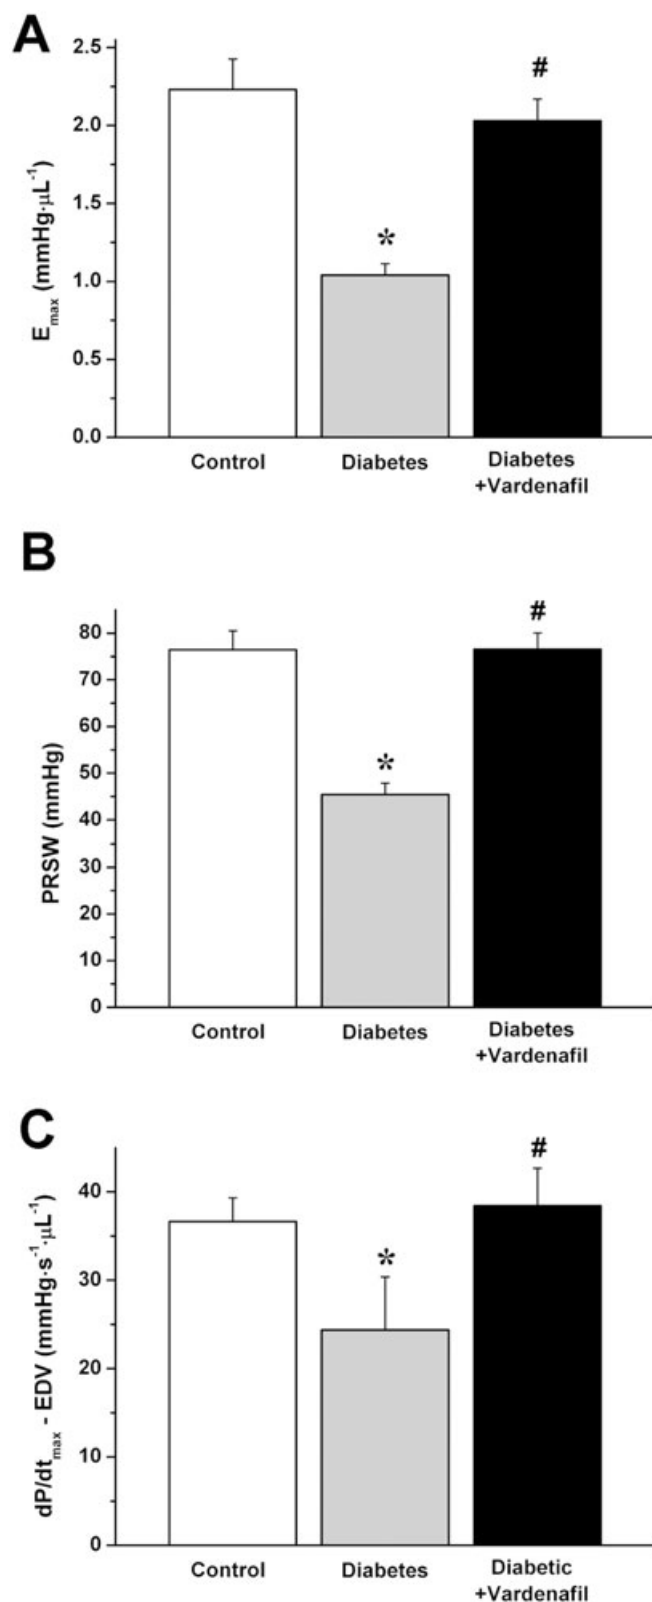 A
E_max (mmHg·µL⁻¹)
2.5
2.0
1.5
1.0
0.5
0.0
*
#
Control
Diabetes
Diabetes
+Vardenafil
B
PRSW (mmHg)
80
70
60
50
40
30
20
10
0
*
#
Control
Diabetes
Diabetes
+Vardenafil
C
dP/dt_max - EDV (mmHg·s⁻¹·µL⁻¹)
40
30
20
10
0
*
#
Control
Diabetes
Diabetic
+Vardenafil